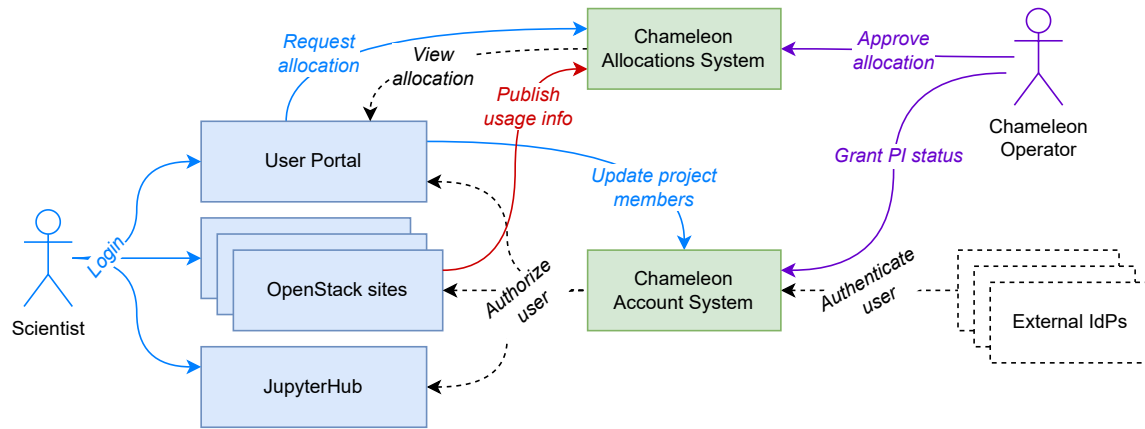 Request
allocation
View
allocation
Chameleon
Allocations System
Approve
allocation
Publish
usage info
Chameleon
Operator
User Portal
Grant PI status
Update project
members
Login
Scientist
OpenStack sites
Authorize
user
Chameleon
Account System
Authenticate
user
External IdPs
JupyterHub